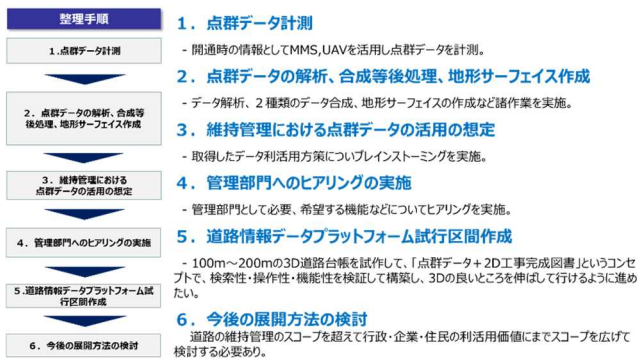 整理手順
1.点群データ計測
2．点群データの解析、合成等
後処理、地形サーフェイス作成
3．維持管理における
点群データの活用の想定
4．管理部門へのヒアリングの実施
5.道路情報データプラットフォーム試
行区間作成
6．今後の展開方法の検討
1．点群データ計測
- 開通時の情報としてMMS,UAVを活用し点群データを計測。
2．点群データの解析、合成等後処理、地形サーフェイス作成
- データ解析、２種類のデータ合成、地形サーフェイスの作成など諸作業を実施。
3．維持管理における点群データの活用の想定
- 取得したデータ利活用方策についブレインストーミングを実施。
4．管理部門へのヒアリングの実施
- 管理部門として必要、希望する機能などについてヒアリングを実施。
5．道路情報データプラットフォーム試行区間作成
- 100m～200mの3D道路台帳を試作して、「点群データ＋2D工事完成図書」というコンセ
プトで、検索性・操作性・機能性を検証して構築し、3Dの良いところを伸ばして行けるように進め
たい。
6．今後の展開方法の検討
道路の維持管理のスコープを超えて行政・企業・住民の利活用価値にまでスコープを広げて
検討する必要あり。